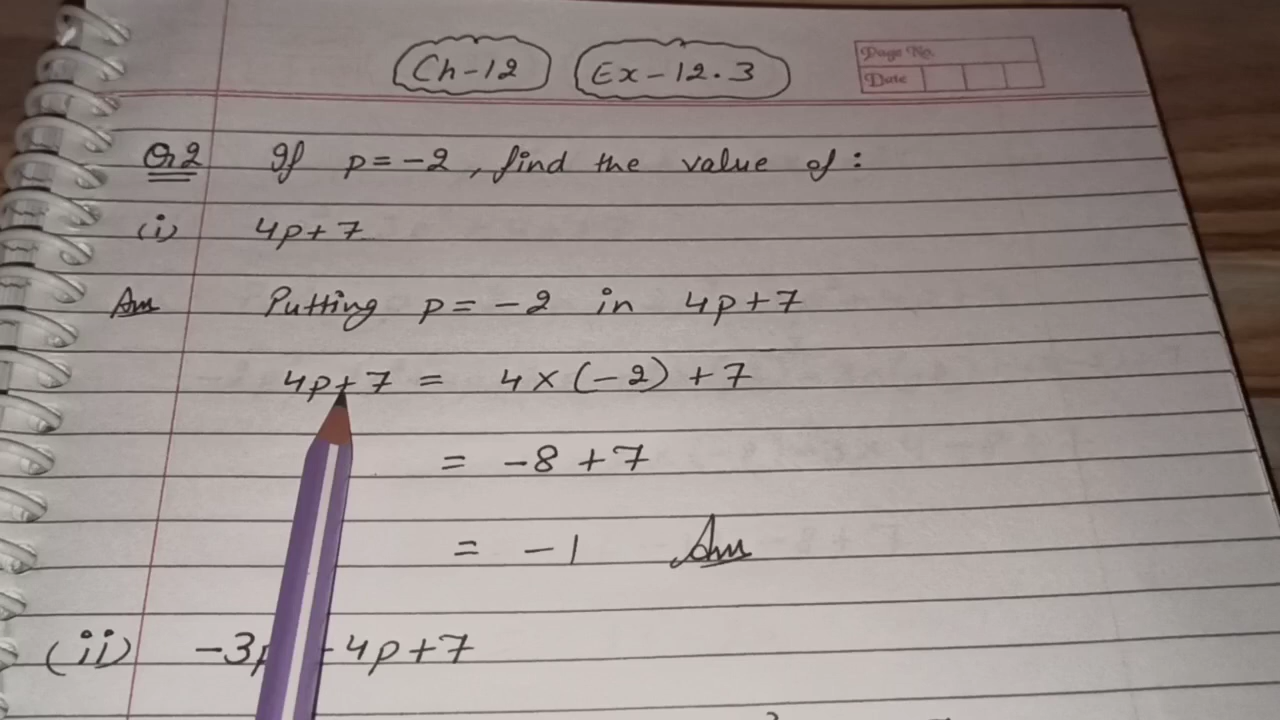 Ch-12 Ex-12.3
Page No.
Date
Q2 If p=-2, find the value of:
(i) 4p+7
Ans Putting p=-2 in 4p+7
4p+7 = 4×(-2)+7
= -8+7
= -1 Ans
(ii) -3p -4p+7